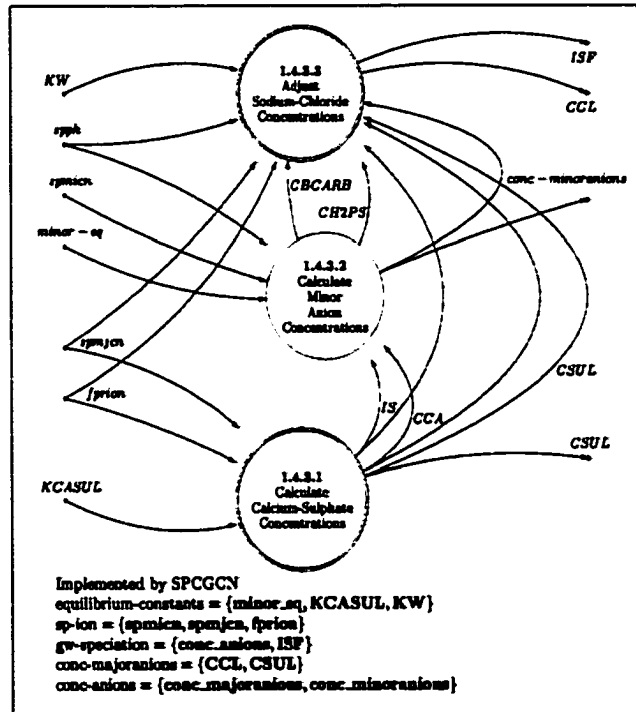 1.4.3.3
Adjust
Sodium-Chloride
Concentrations
ISF
KW
CCL
spph
CBCARB
conc-minoranions
spmicn
CH2PS
minor-eq
1.4.3.2
Calculate
Minor
Anion
Concentrations
spmjcn
fprion
CSUL
IS
CCA
CSUL
1.4.3.1
Calculate
Calcium-Sulphate
Concentrations
KCASUL
Implemented by SPCGCN
equilibrium-constants = {minor_eq, KCASUL, KW}
sp-ion = {spmicn, spmjcn, fprion}
gw-speciation = {conc_anions, ISF}
conc-majoranions = {CCL, CSUL}
conc-anions = {conc_majoranions, conc_minoranions}